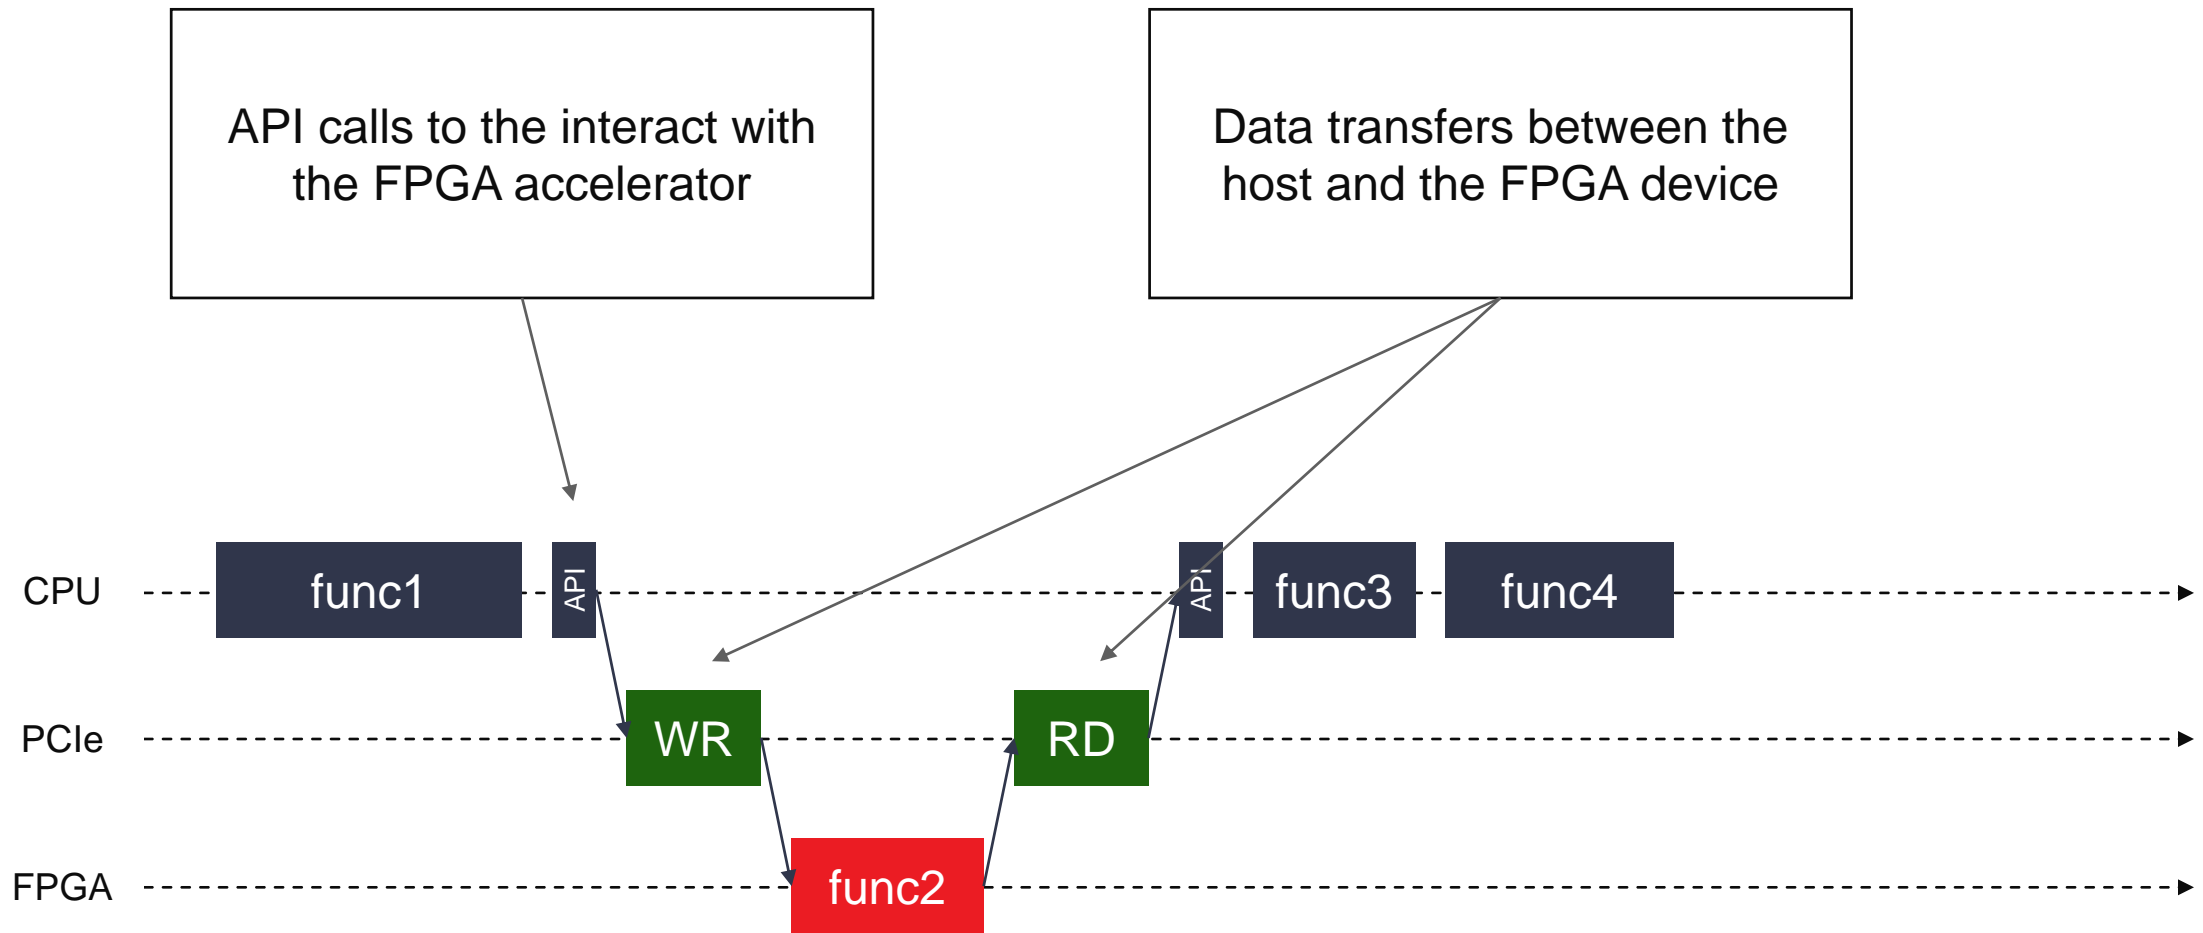 API calls to the interact with
the FPGA accelerator
Data transfers between the
host and the FPGA device
CPU
func1
API
API
func3
func4
PCIe
WR
RD
FPGA
func2